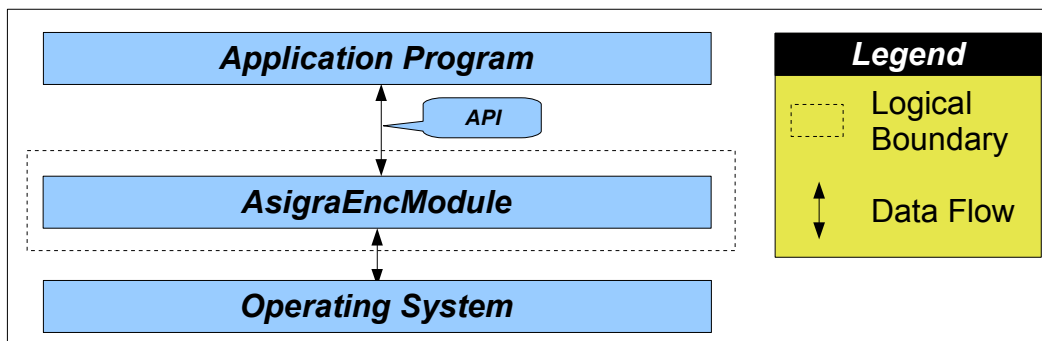 Application Program
API
AsigraEncModule
Operating System
Legend
Logical
Boundary
Data Flow